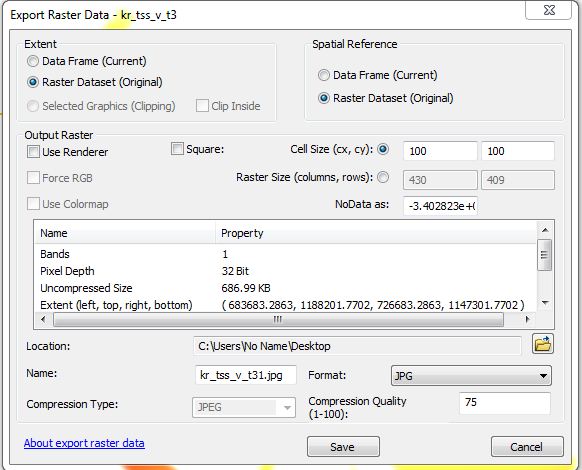 Export Raster Data - kr_tss_v_t3
Extent
Data Frame (Current)
Raster Dataset (Original)
Selected Graphics (Clipping)
Clip Inside
Spatial Reference
Data Frame (Current)
Raster Dataset (Original)
Output Raster
Use Renderer
Square:
Cell Size (cx, cy):
100
100
Force RGB
Raster Size (columns, rows):
430
409
Use Colormap
NoData as:
-3.402823e+0
Name Property
Bands 1
Pixel Depth 32 Bit
Uncompressed Size 686.99 KB
Extent (left, top, right, bottom) ( 683683.2863, 1188201.7702, 726683.2863, 1147301.7702 )
Location: C:\Users\No Name\Desktop
Name: kr_tss_v_t31.jpg
Format: JPG
Compression Type: JPEG
Compression Quality
(1-100):
75
About export raster data
Save
Cancel